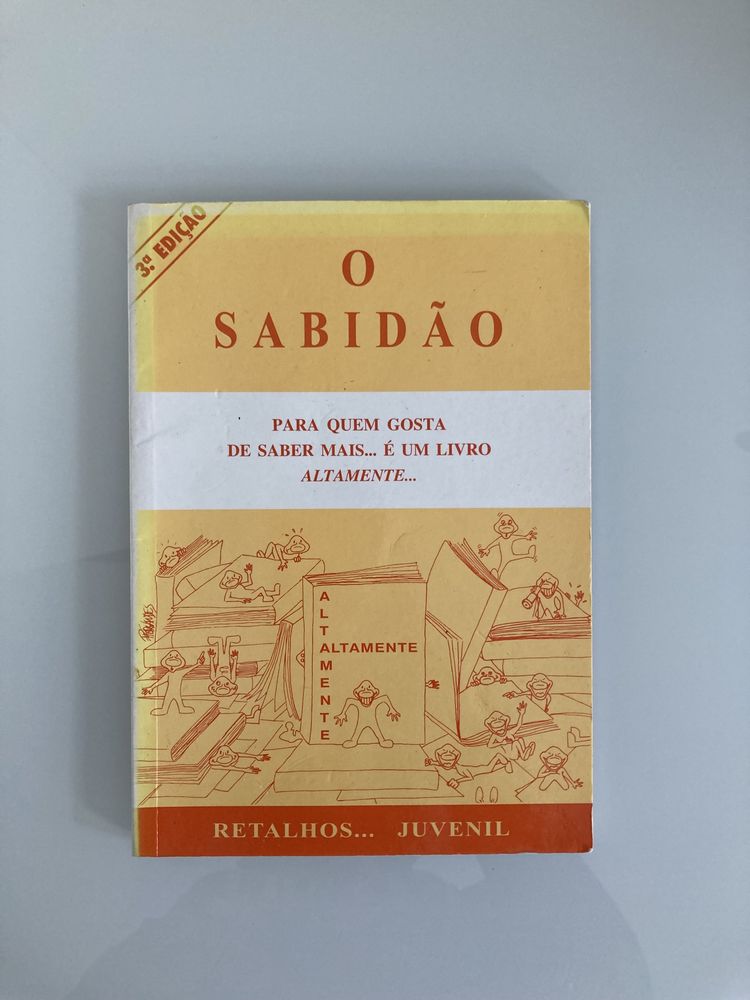 3.ª EDIÇÃO
O
SABIDÃO
PARA QUEM GOSTA
DE SABER MAIS... É UM LIVRO
ALTAMENTE...
ALTAMENTE
ALTAMENTE
RETALHOS... JUVENIL